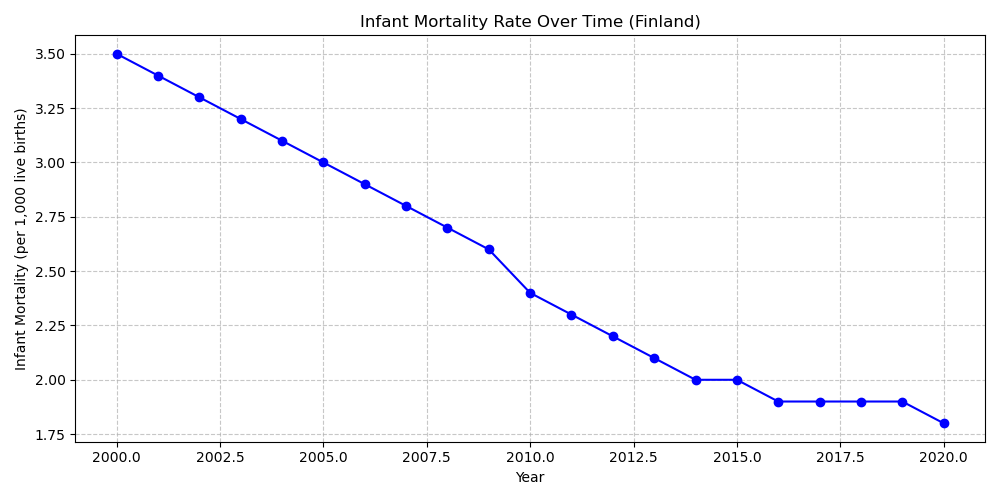 Infant Mortality Rate Over Time (Finland)
Infant Mortality (per 1,000 live births)
3.50
3.25
3.00
2.75
2.50
2.25
2.00
1.75
2000.0 2002.5 2005.0 2007.5 2010.0 2012.5 2015.0 2017.5 2020.0
Year